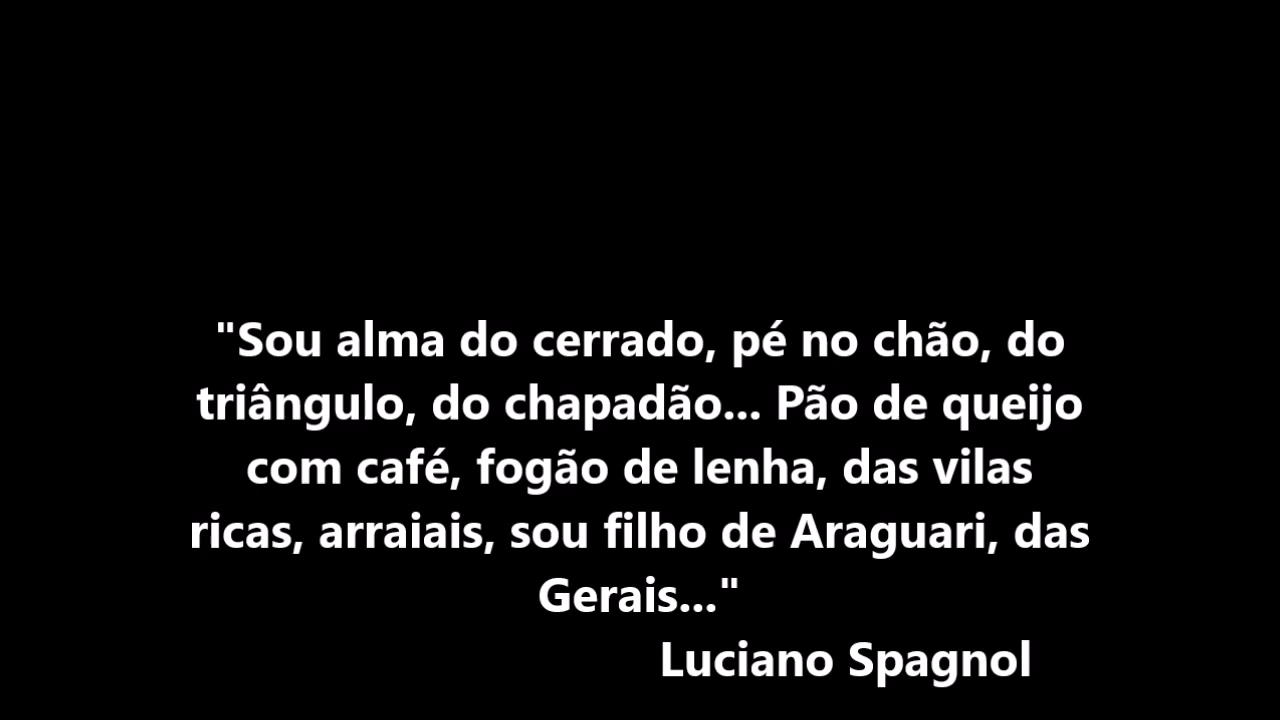 "Sou alma do cerrado, pé no chão, do
triângulo, do chapadão... Pão de queijo
com café, fogão de lenha, das vilas
ricas, arraiais, sou filho de Araguari, das
Gerais..."
Luciano Spagnol